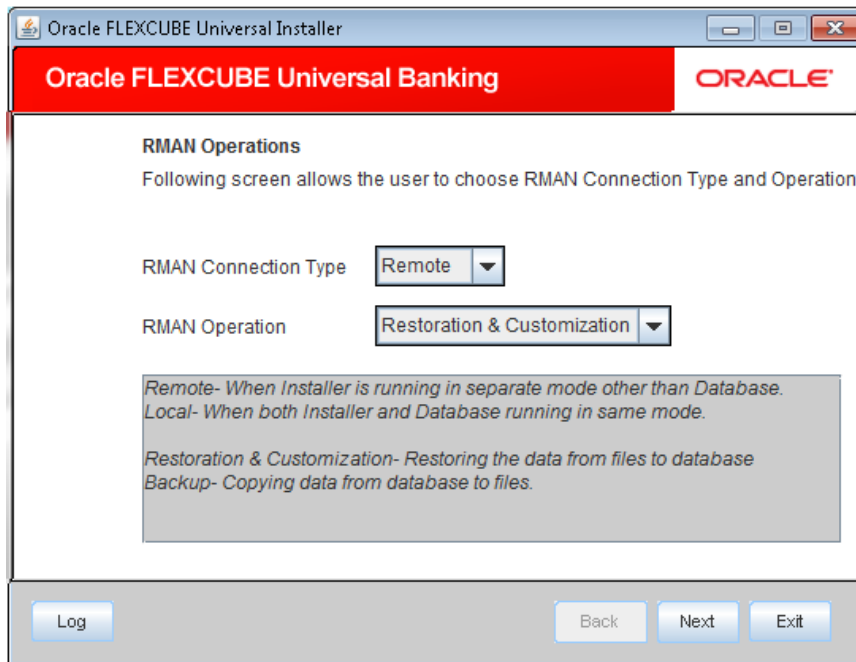 Oracle FLEXCUBE Universal Installer
Oracle FLEXCUBE Universal Banking
ORACLE
RMAN Operations
Following screen allows the user to choose RMAN Connection Type and Operation
RMAN Connection Type
Remote
RMAN Operation
Restoration & Customization
Remote- When Installer is running in separate mode other than Database.
Local- When both Installer and Database running in same mode.
Restoration & Customization- Restoring the data from files to database
Backup- Copying data from database to files.
Log
Back
Next
Exit